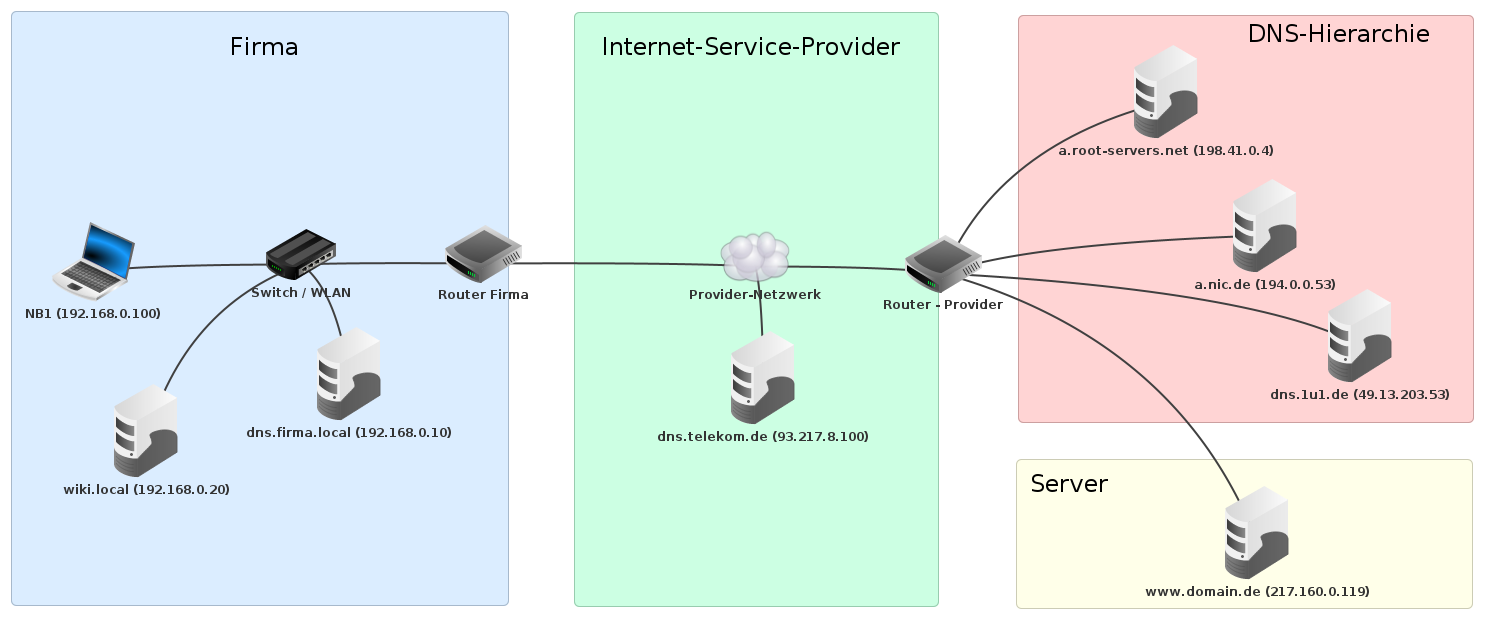 Firma
NB1 (192.168.0.100)
Switch / WLAN
Router Firma
dns.firma.local (192.168.0.10)
wiki.local (192.168.0.20)
Internet-Service-Provider
Provider-Netzwerk
Router - Provider
dns.telekom.de (93.217.8.100)
DNS-Hierarchie
a.root-servers.net (198.41.0.4)
a.nic.de (194.0.0.53)
dns.1u1.de (49.13.203.53)
Server
www.domain.de (217.160.0.119)